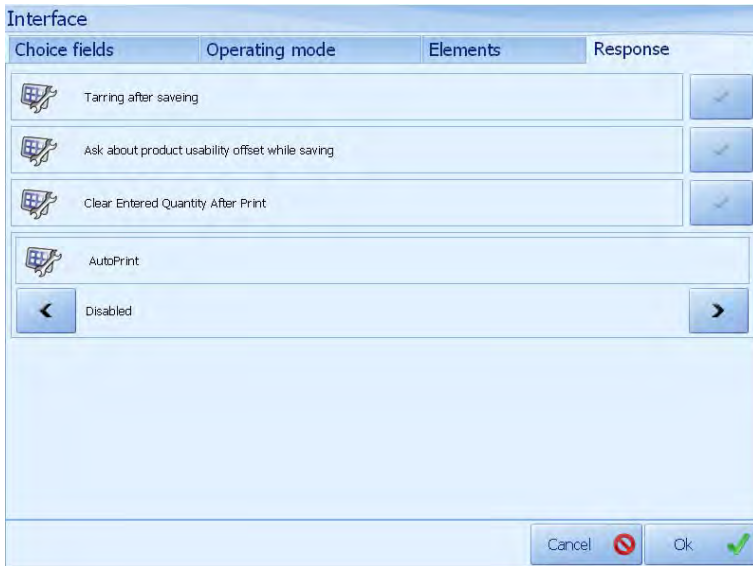 Interface
Choice fields Operating mode Elements Response
Tarring after saveing
Ask about product usability offset while saving
Clear Entered Quantity After Print
AutoPrint
Disabled
Cancel Ok